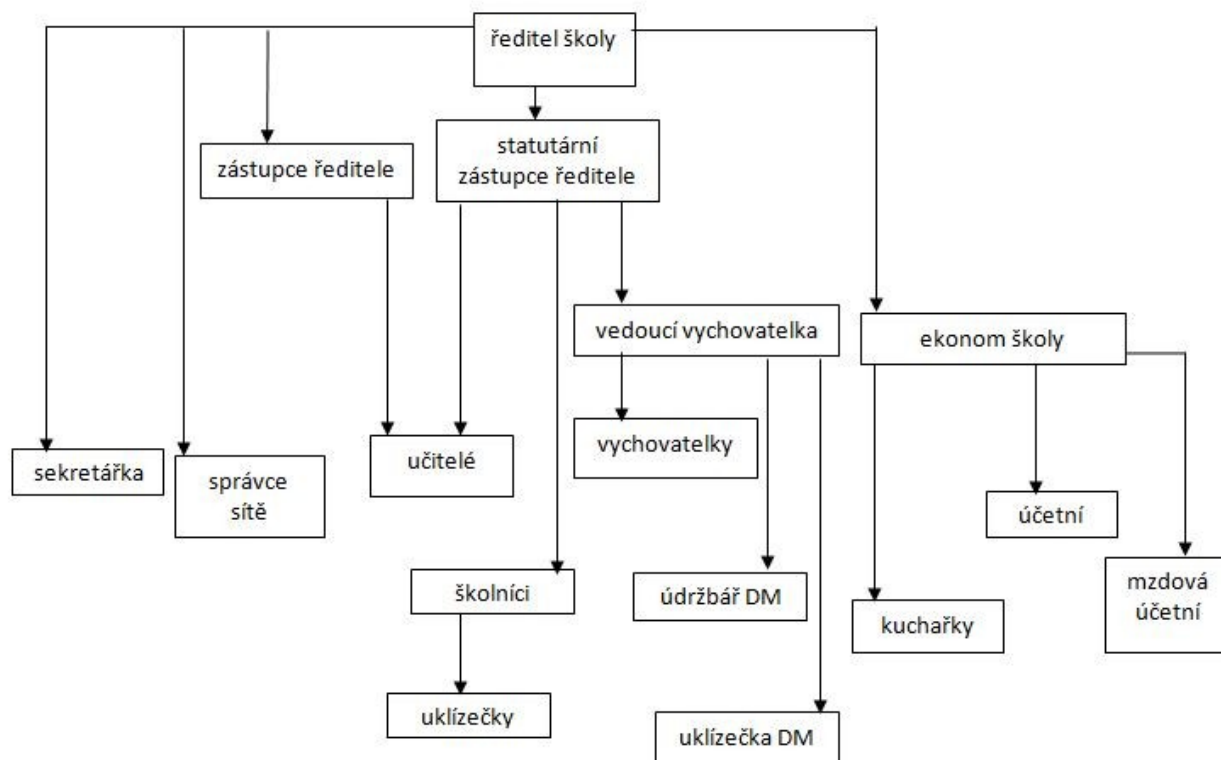 ředitel školy
zástupce ředitele
statutární
zástupce ředitele
vedoucí vychovatelka
ekonom školy
sekretářka
správce
sítě
učitelé
vychovatelky
účetní
školníci
údržbář DM
kuchařky
mzdová
účetní
uklízečky
uklízečka DM